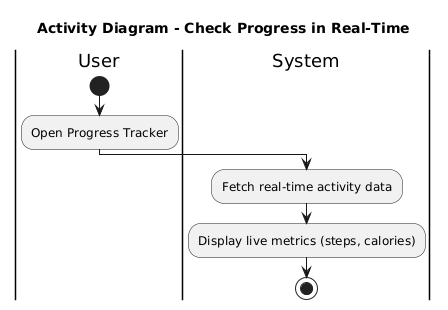 Activity Diagram - Check Progress in Real-Time
User
System
Open Progress Tracker
Fetch real-time activity data
Display live metrics (steps, calories)